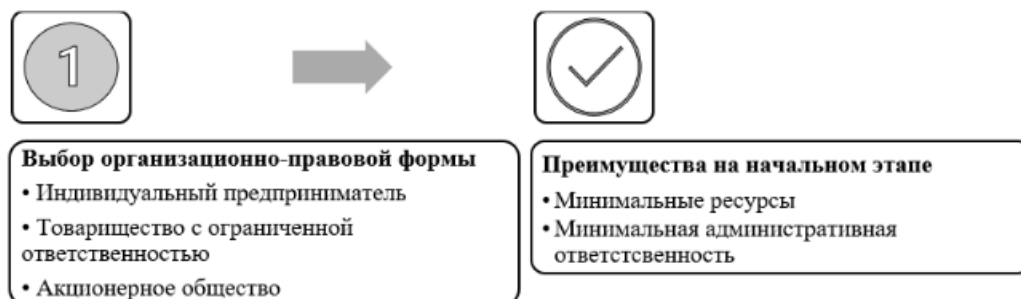 1
Выбор организационно-правовой формы
• Индивидуальный предприниматель
• Товарищество с ограниченной
ответственностью
• Акционерное общество
Преимущества на начальном этапе
• Минимальные ресурсы
• Минимальная административная
ответстсвенность